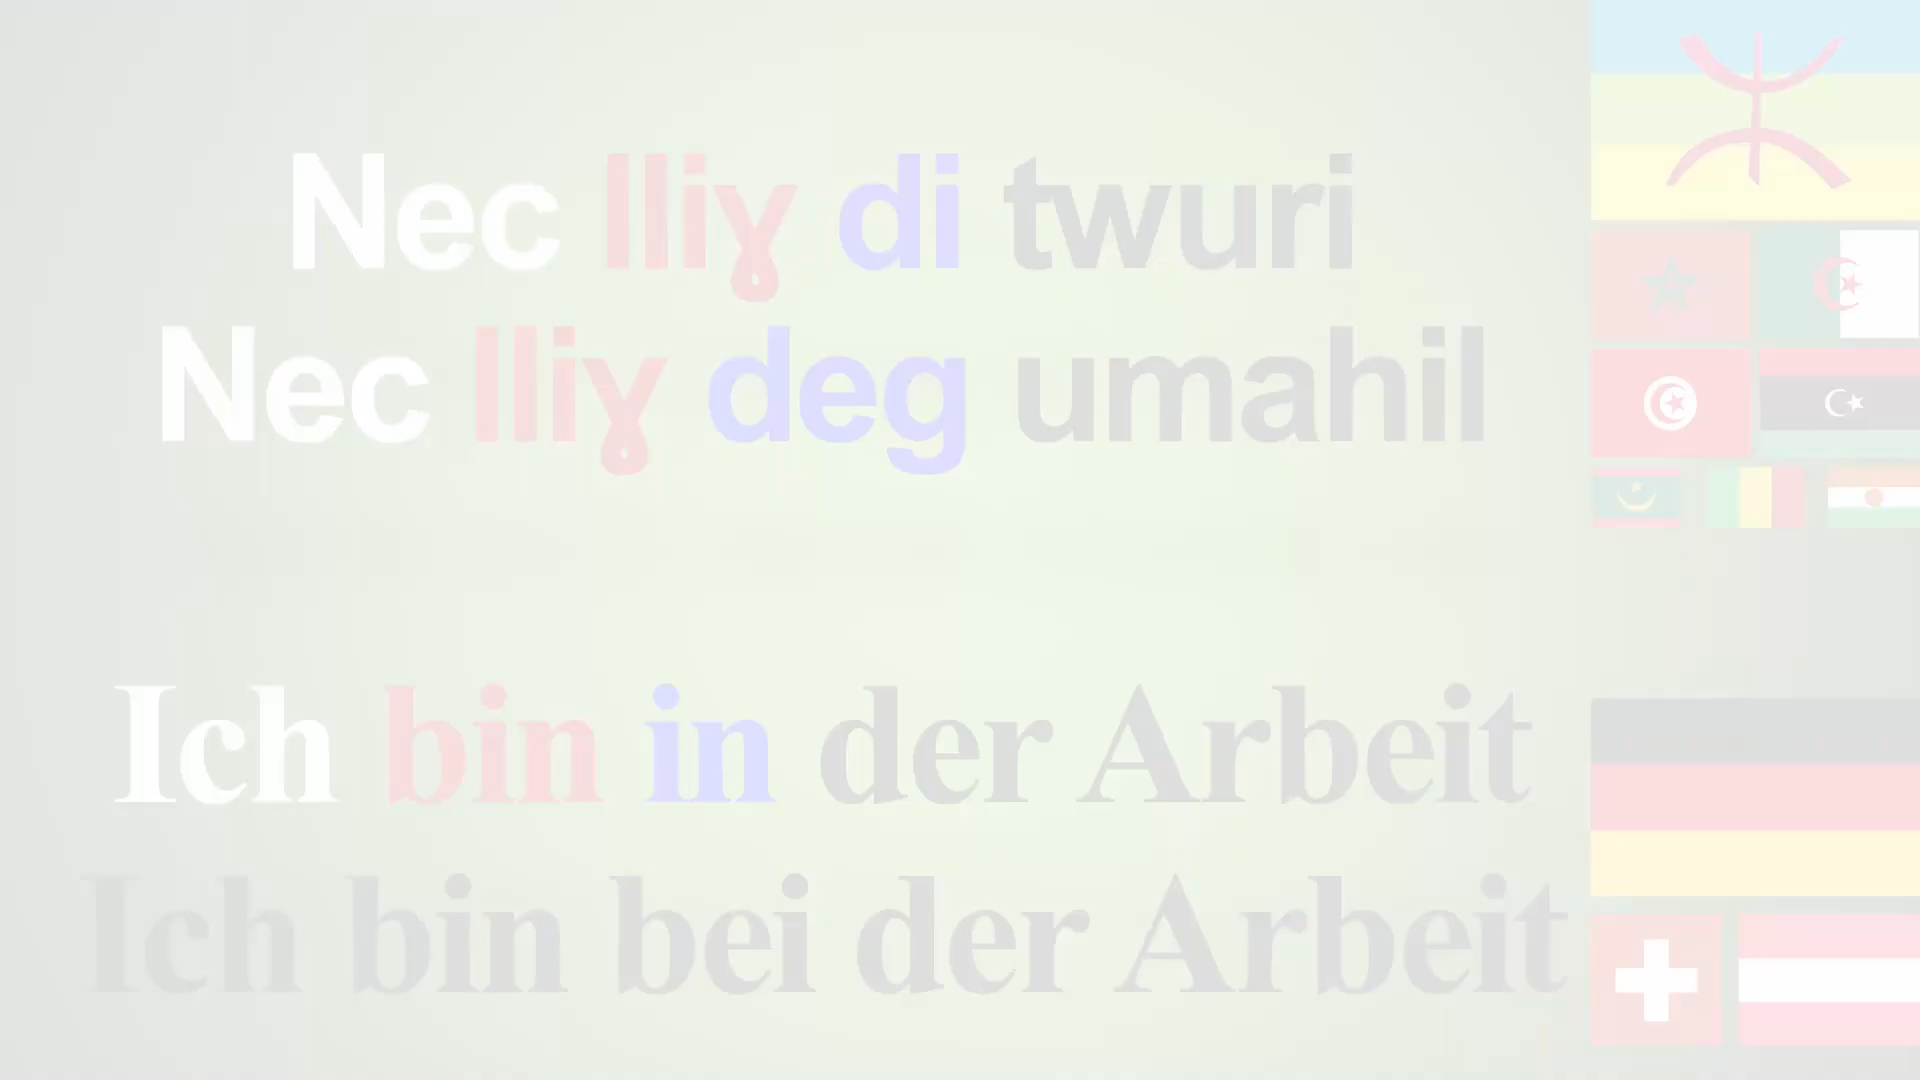 Nec lliɣ di twuri
Nec lliɣ deg umahil
Ich bin in der Arbeit
Ich bin bei der Arbeit